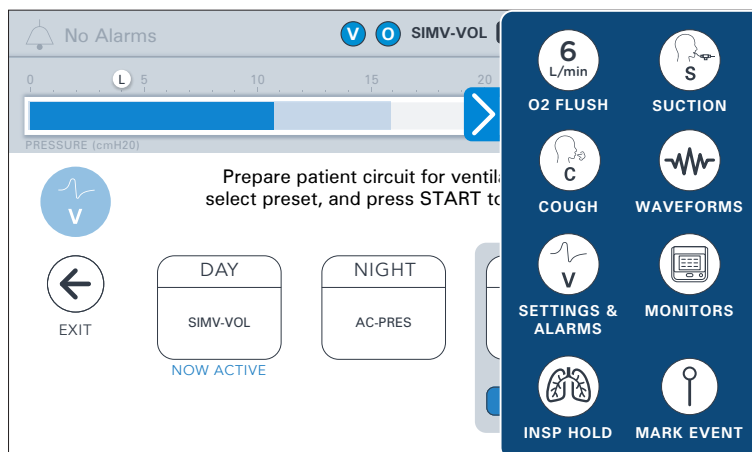 No Alarms
V O SIMV-VOL
0 L 5 10 15 20
PRESSURE (cmH20)
V
Prepare patient circuit for
select preset, and press START
EXIT
DAY
SIMV-VOL
NOW ACTIVE
NIGHT
AC-PRES
6
L/min
O2 FLUSH
S
SUCTION
C
COUGH
WAVEFORMS
V
SETTINGS &
ALARMS
MONITORS
INSP HOLD
MARK EVENT